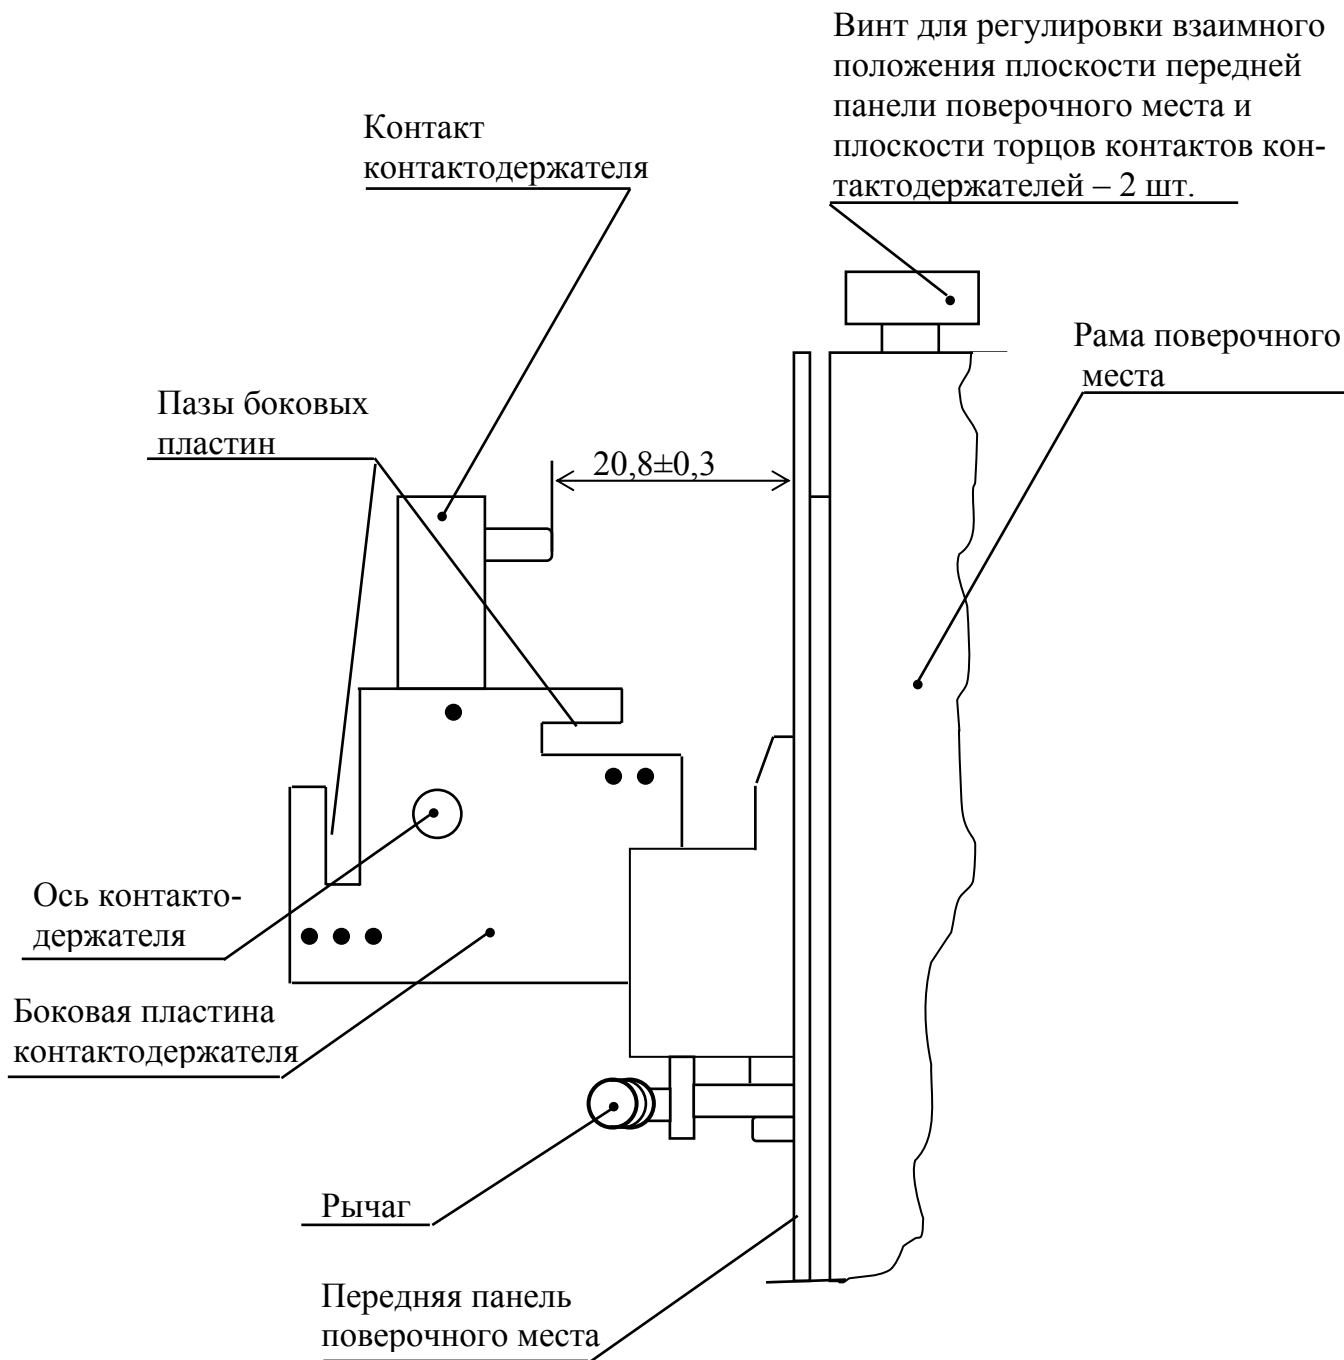 Винт для регулировки взаимного
положения плоскости передней
панели поверочного места и
плоскости торцов контактов кон-
тактодержателей – 2 шт.
Контакт
контактодержателя
Рама поверочного
места
Пазы боковых
пластин
20,8±0,3
Ось контакто-
держателя
Боковая пластина
контактодержателя
Рычаг
Передняя панель
поверочного места